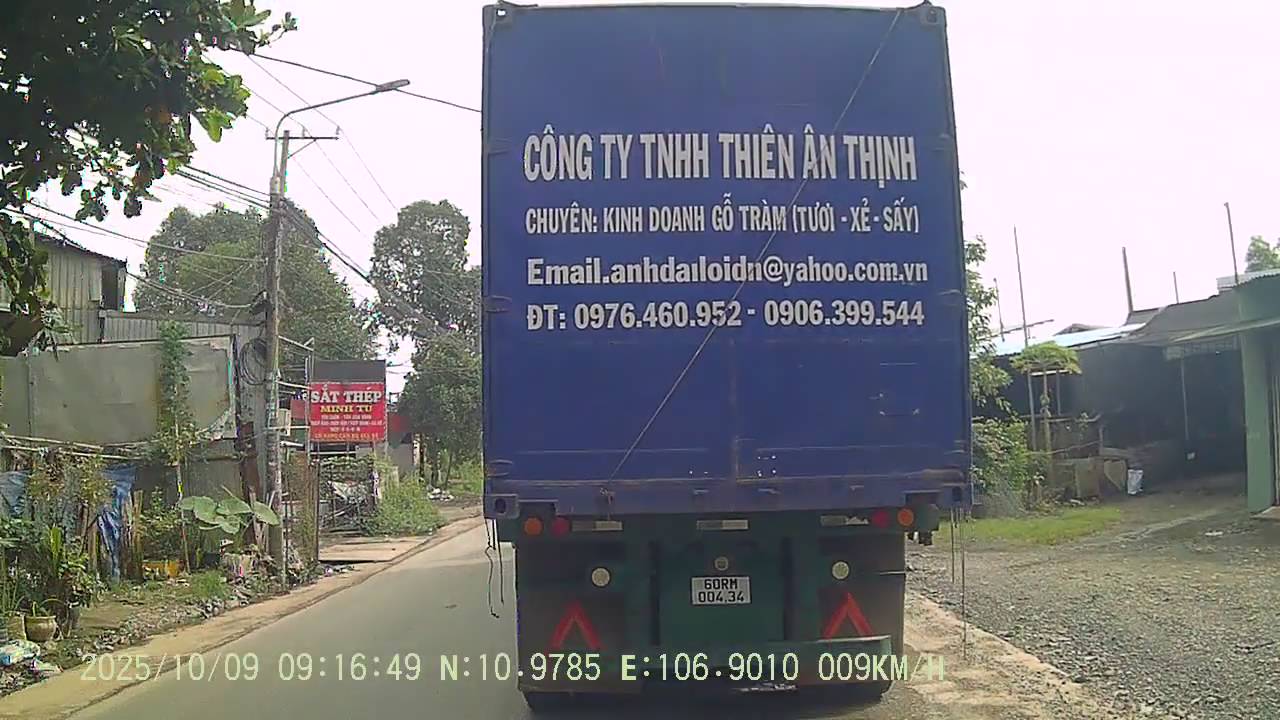 CÔNG TY TNHH THIÊN ÂN THỊNH
CHUYÊN: KINH DOANH GỖ TRÀM (TƯƠI - XẺ - SẤY)
Email.anhdailoidn@yahoo.com.vn
ĐT: 0976.460.952 - 0906.399.544
SẮT THÉP
MINH TÚ
60RM
004.34
2025/10/09 09:16:49 N:10.9785 E:106.9010 009KM/H